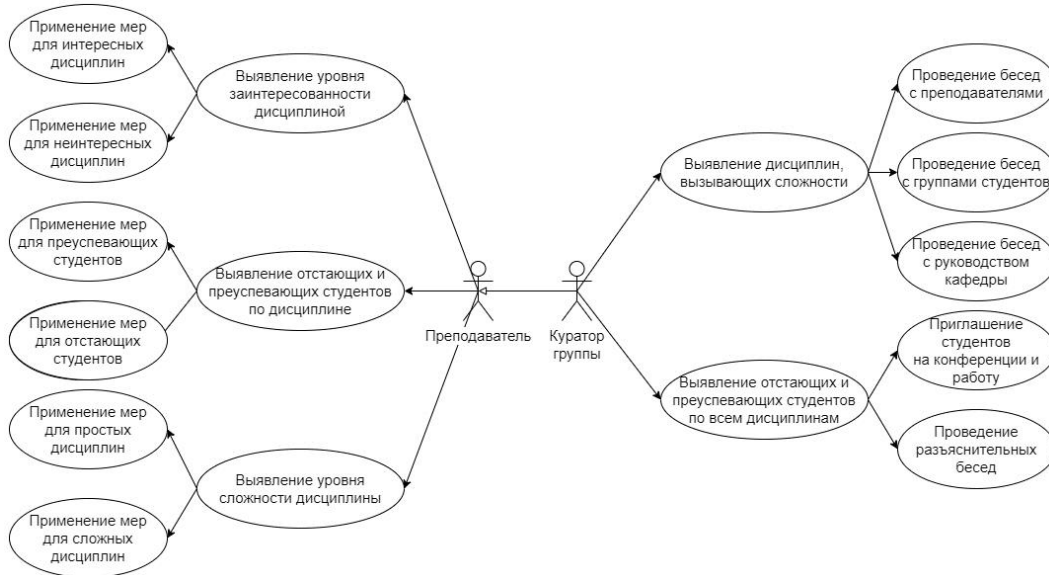 Применение мер
для интересных
дисциплин
Применение мер
для неинтересных
дисциплин
Выявление уровня
заинтересованности
дисциплиной
Применение мер
для преуспевающих
студентов
Применение мер
для отстающих
студентов
Выявление отстающих и
преуспевающих студентов
по дисциплине
Применение мер
для простых
дисциплин
Применение мер
для сложных
дисциплин
Выявление уровня
сложности дисциплины
Преподаватель
Куратор
группы
Выявление дисциплин,
вызывающих сложности
Проведение бесед
с преподавателями
Проведение бесед
с группами студентов
Проведение бесед
с руководством
кафедры
Выявление отстающих и
преуспевающих студентов
по всем дисциплинам
Приглашение
студентов
на конференции и
работу
Проведение
разъяснительных
бесед